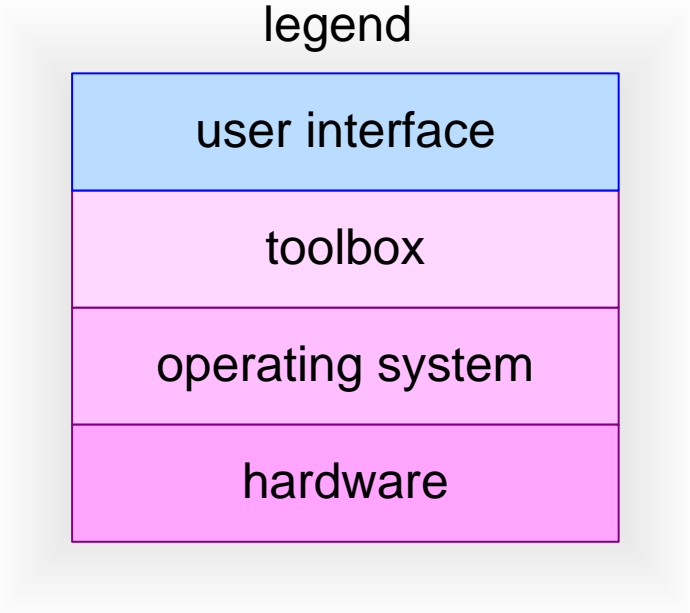 legend
user interface
toolbox
operating system
hardware